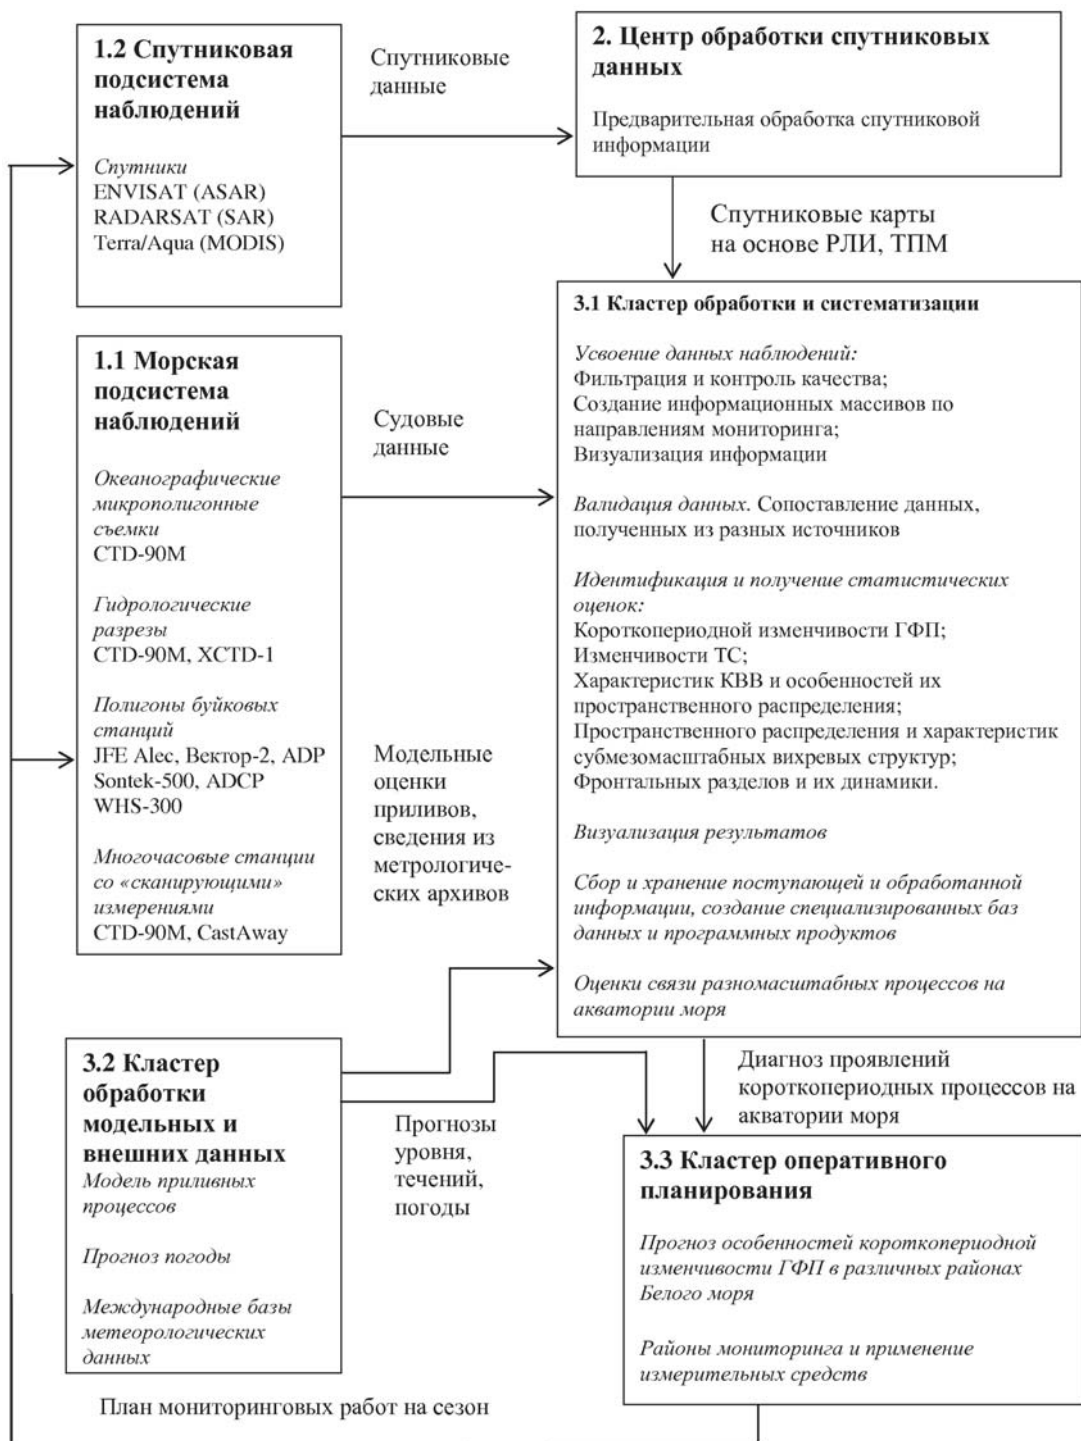 1.2 Спутниковая
подсистема
наблюдений
Спутники
ENVISAT (ASAR)
RADARSAT (SAR)
Terra/Aqua (MODIS)
Спутниковые
данные
2. Центр обработки спутниковых
данных
Предварительная обработка спутниковой
информации
Спутниковые карты
на основе РЛИ, ТПМ
1.1 Морская
подсистема
наблюдений
Океанографические
микрополигонные
съемки
CTD-90M
Гидрологические
разрезы
CTD-90M, XCTD-1
Полигоны буйковых
станций
JFE Alec, Вектор-2, ADP
Sontek-500, ADCP
WHS-300
Многочасовые станции
со «сканирующими»
измерениями
CTD-90M, CastAway
Судовые
данные
Модельные
оценки
приливов,
сведения из
метрологиче-
ских архивов
3.1 Кластер обработки и систематизации
Усвоение данных наблюдений:
Фильтрация и контроль качества;
Создание информационных массивов по
направлениям мониторинга;
Визуализация информации
Валидация данных. Сопоставление данных,
полученных из разных источников
Идентификация и получение статистических
оценок:
Короткопериодной изменчивости ГФП;
Изменчивости ТС;
Характеристик КВВ и особенностей их
пространственного распределения;
Пространственного распределения и характеристик
субмезомасштабных вихревых структур;
Фронтальных разделов и их динамики.
Визуализация результатов
Сбор и хранение поступающей и обработанной
информации, создание специализированных баз
данных и программных продуктов
Оценки связи разномасштабных процессов на
акватории моря
3.2 Кластер
обработки
модельных и
внешних данных
Модель приливных
процессов
Прогноз погоды
Международные базы
метеорологических
данных
Прогнозы
уровня,
течений,
погоды
Диагноз проявлений
короткопериодных процессов на
акватории моря
3.3 Кластер оперативного
планирования
Прогноз особенностей короткопериодной
изменчивости ГФП в различных районах
Белого моря
Районы мониторинга и применение
измерительных средств
План мониторинговых работ на сезон